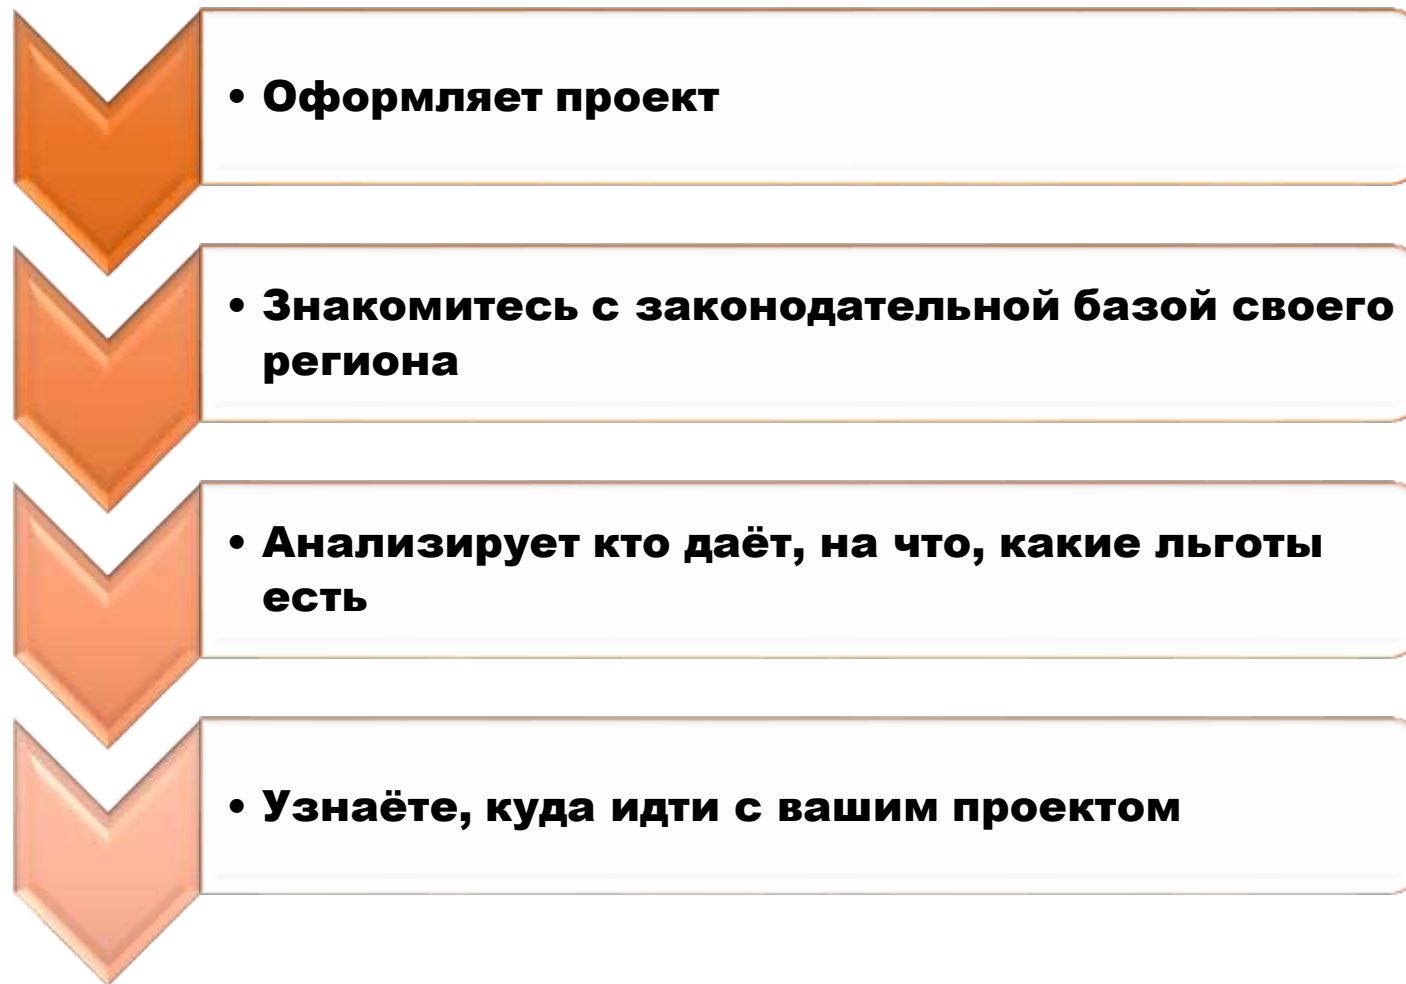 • Оформляет проект
• Знакомитесь с законодательной базой своего
региона
• Анализирует кто даёт, на что, какие льготы
есть
• Узнаёте, куда идти с вашим проектом